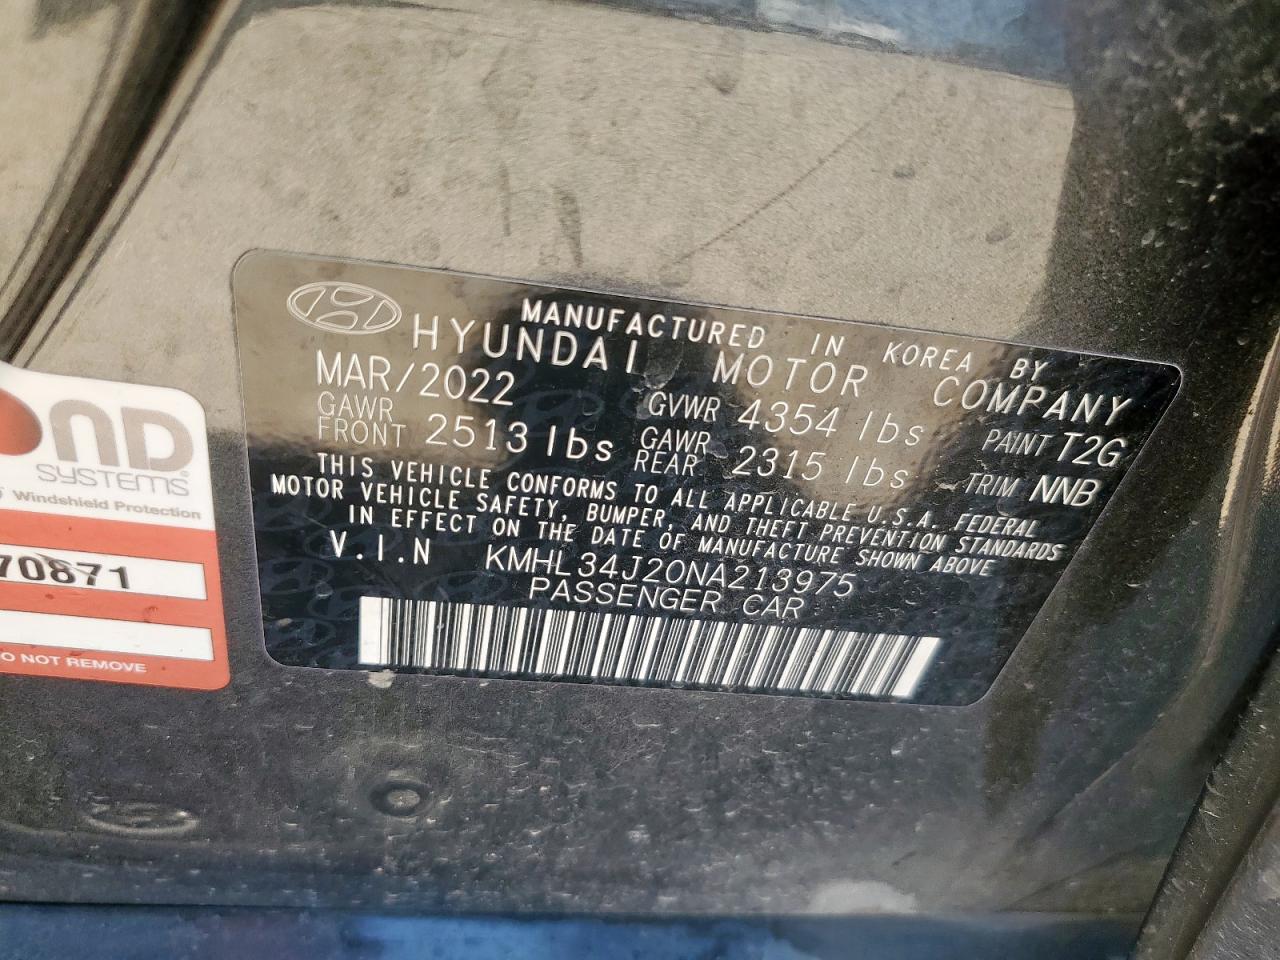 MANUFACTURED IN KOREA BY
HYUNDAI MOTOR COMPANY
MAR/2022 GVWR 4354 lbs PAINT T2G
GAWR FRONT 2513 lbs GAWR REAR 2315 lbs TRIM NNB
THIS VEHICLE CONFORMS TO ALL APPLICABLE U.S.A. FEDERAL
MOTOR VEHICLE SAFETY, BUMPER, AND THEFT PREVENTION STANDARDS
IN EFFECT ON THE DATE OF MANUFACTURE SHOWN ABOVE
V.I.N KMHL34J20NA213975
PASSENGER CAR
OND
SYSTEMS
Windshield Protection
70871
DO NOT REMOVE